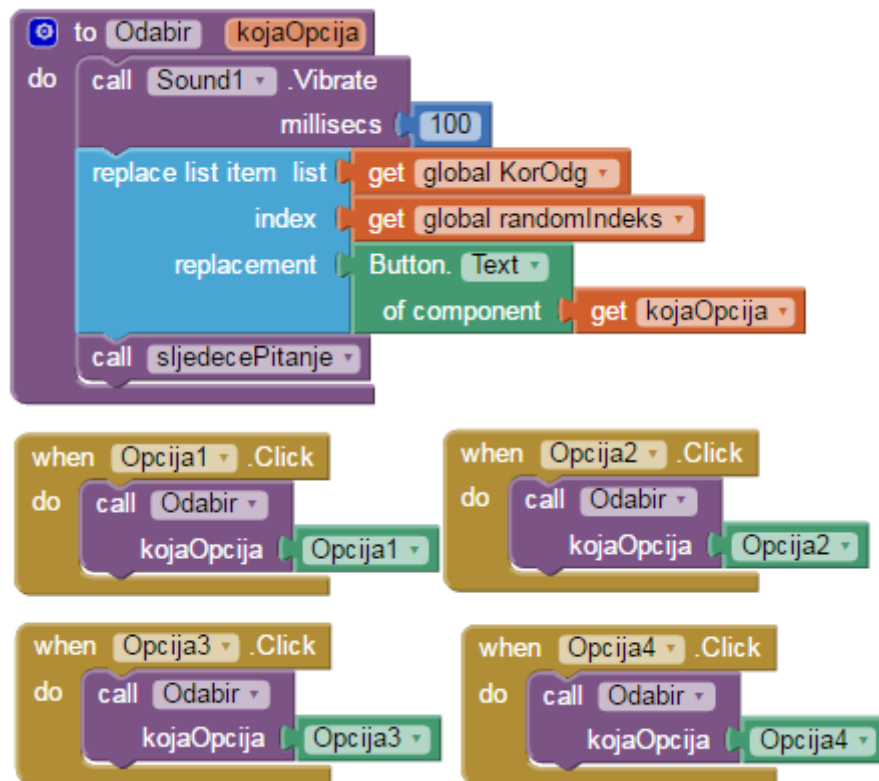 to Odabir kojaOpcija
do call Sound1 .Vibrate
millisecs 100
replace list item list get global KorOdg
index get global randomIndeks
replacement Button. Text
of component get kojaOpcija
call sljedecePitanje
when Opcija1 .Click
do call Odabir
kojaOpcija Opcija1
when Opcija2 .Click
do call Odabir
kojaOpcija Opcija2
when Opcija3 .Click
do call Odabir
kojaOpcija Opcija3
when Opcija4 .Click
do call Odabir
kojaOpcija Opcija4